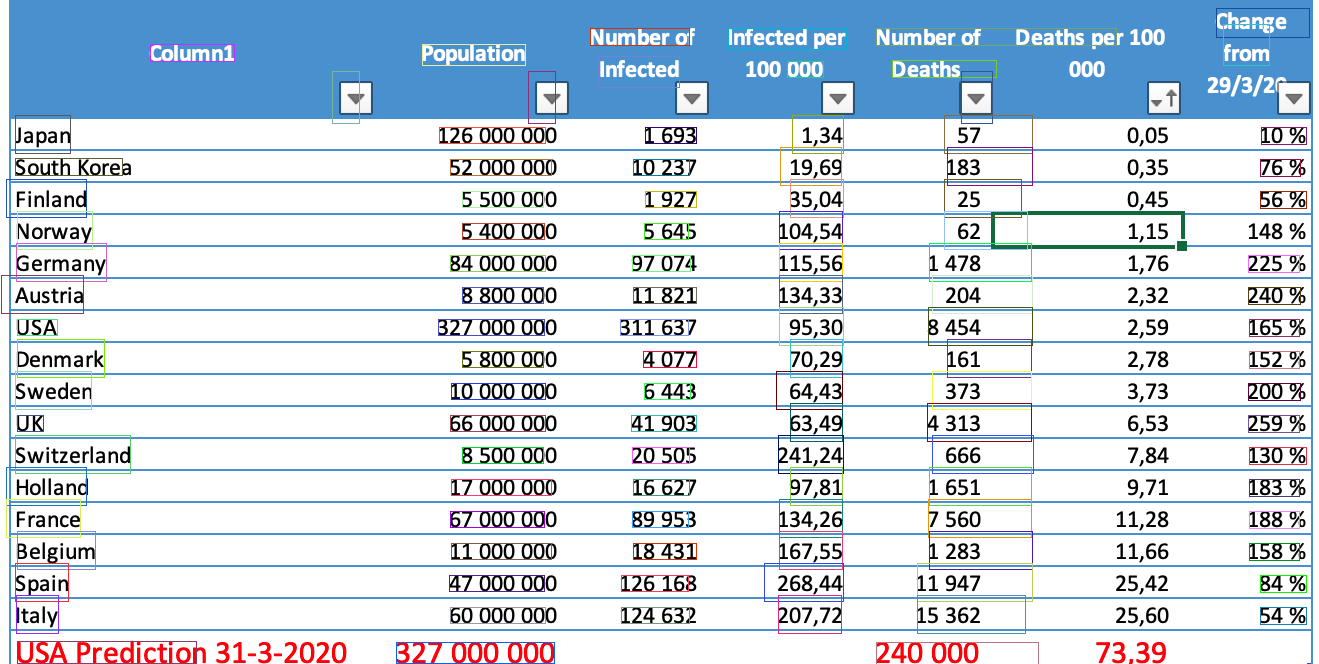 Column1 Population Number of Infected Infected per 100 000 Number of Deaths Deaths per 100 000 Change from 29/3/20
Japan 126 000 000 1 693 1,34 57 0,05 10 %
South Korea 52 000 000 10 237 19,69 183 0,35 76 %
Finland 5 500 000 1 927 35,04 25 0,45 56 %
Norway 5 400 000 5 645 104,54 62 1,15 148 %
Germany 84 000 000 97 074 115,56 1 478 1,76 225 %
Austria 8 800 000 11 821 134,33 204 2,32 240 %
USA 327 000 000 311 637 95,30 8 454 2,59 165 %
Denmark 5 800 000 4 077 70,29 161 2,78 152 %
Sweden 10 000 000 6 443 64,43 373 3,73 200 %
UK 66 000 000 41 903 63,49 4 313 6,53 259 %
Switzerland 8 500 000 20 505 241,24 666 7,84 130 %
Holland 17 000 000 16 627 97,81 1 651 9,71 183 %
France 67 000 000 89 953 134,26 7 560 11,28 188 %
Belgium 11 000 000 18 431 167,55 1 283 11,66 158 %
Spain 47 000 000 126 168 268,44 11 947 25,42 84 %
Italy 60 000 000 124 632 207,72 15 362 25,60 54 %
USA Prediction 31-3-2020 327 000 000 240 000 73,39